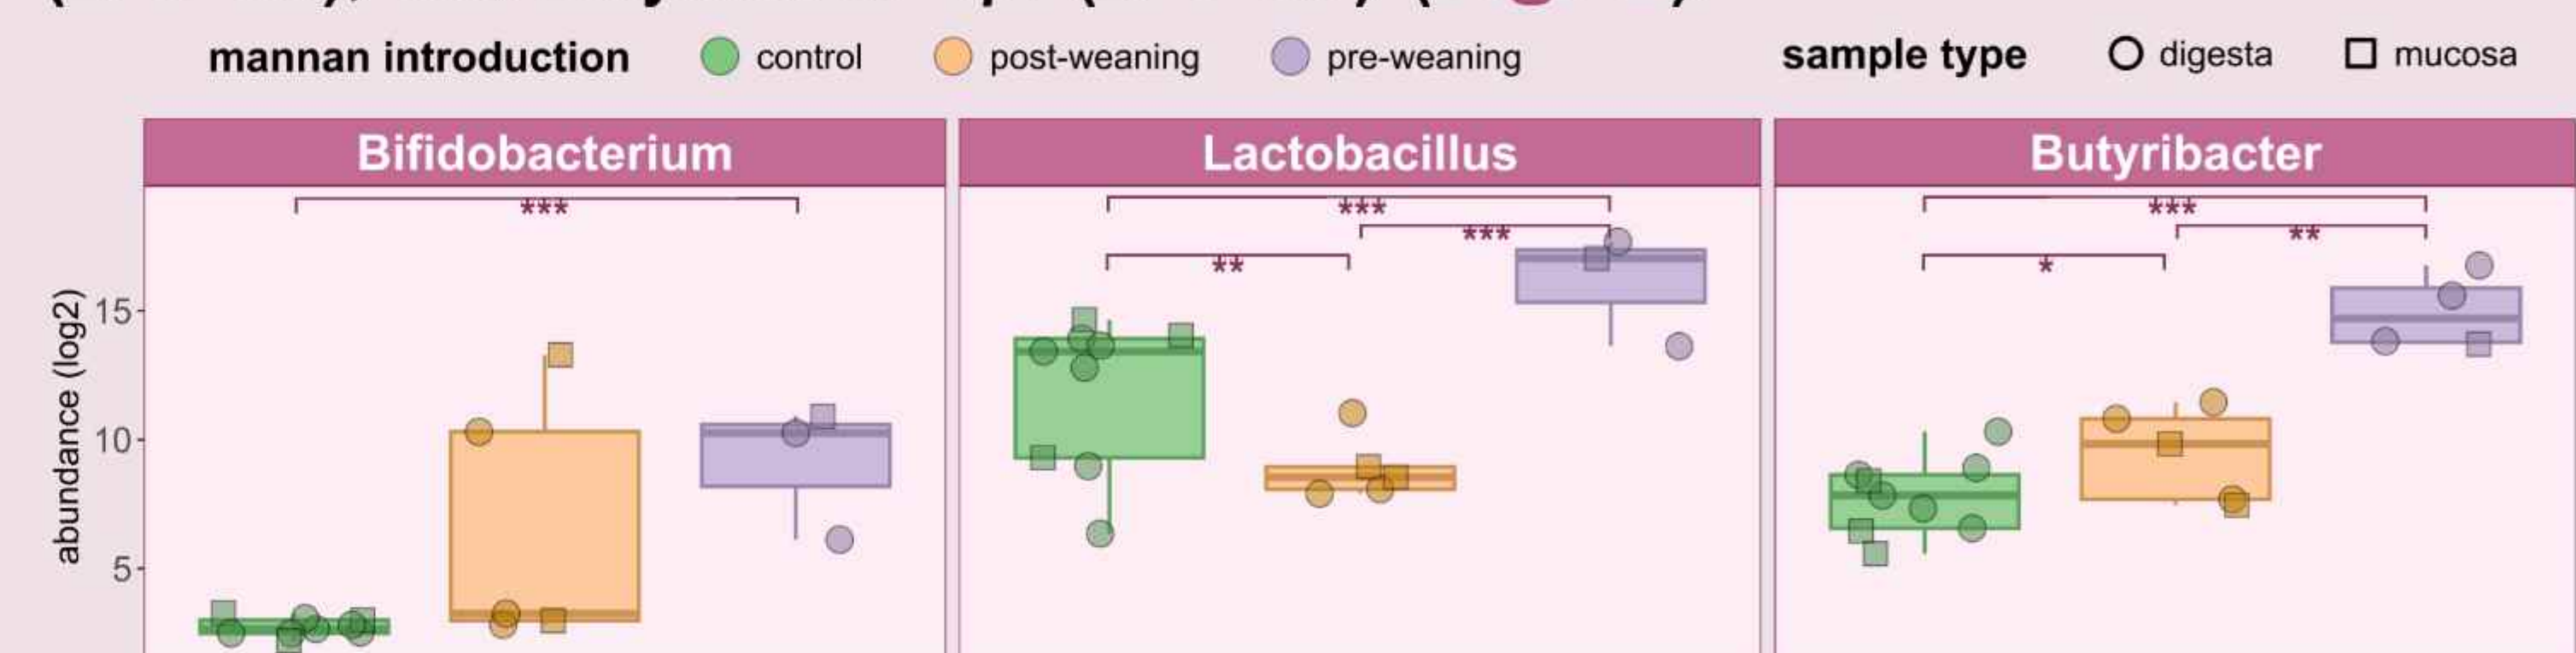 mannan introduction control post-weaning pre-weaning sample type digesta mucosa
Bifidobacterium Lactobacillus Butyribacter
*** *** ***
*** **
** *
abundance (log2)
15
10
5